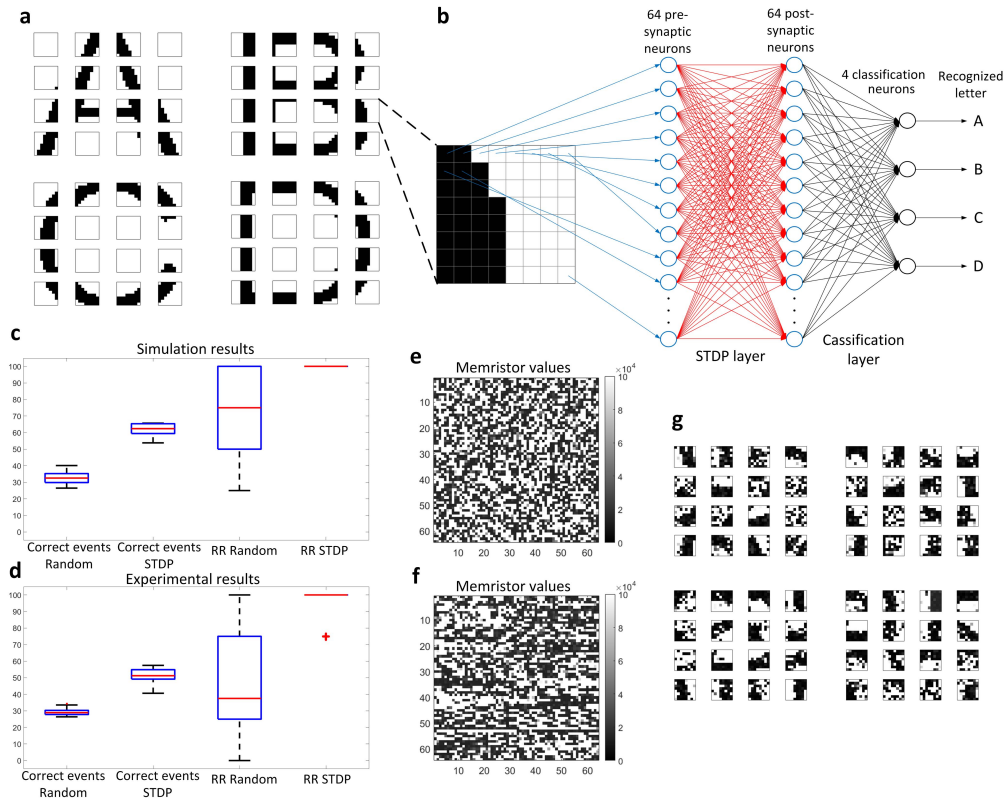 a
b
64 pre-
synaptic
neurons
64 post-
synaptic
neurons
4 classification
neurons
Recognized
letter
A
B
C
D
STDP layer
Cassification
layer
c
Simulation results
100
90
80
70
60
50
40
30
20
10
0
Correct events
Random
Correct events
STDP
RR Random
RR STDP
d
Experimental results
100
90
80
70
60
50
40
30
20
10
0
Correct events
Random
Correct events
STDP
RR Random
RR STDP
e
Memristor values
×10⁴
10
20
30
40
50
60
10 20 30 40 50 60
10
8
6
4
2
0
f
Memristor values
×10⁴
10
20
30
40
50
60
10 20 30 40 50 60
10
8
6
4
2
0
g